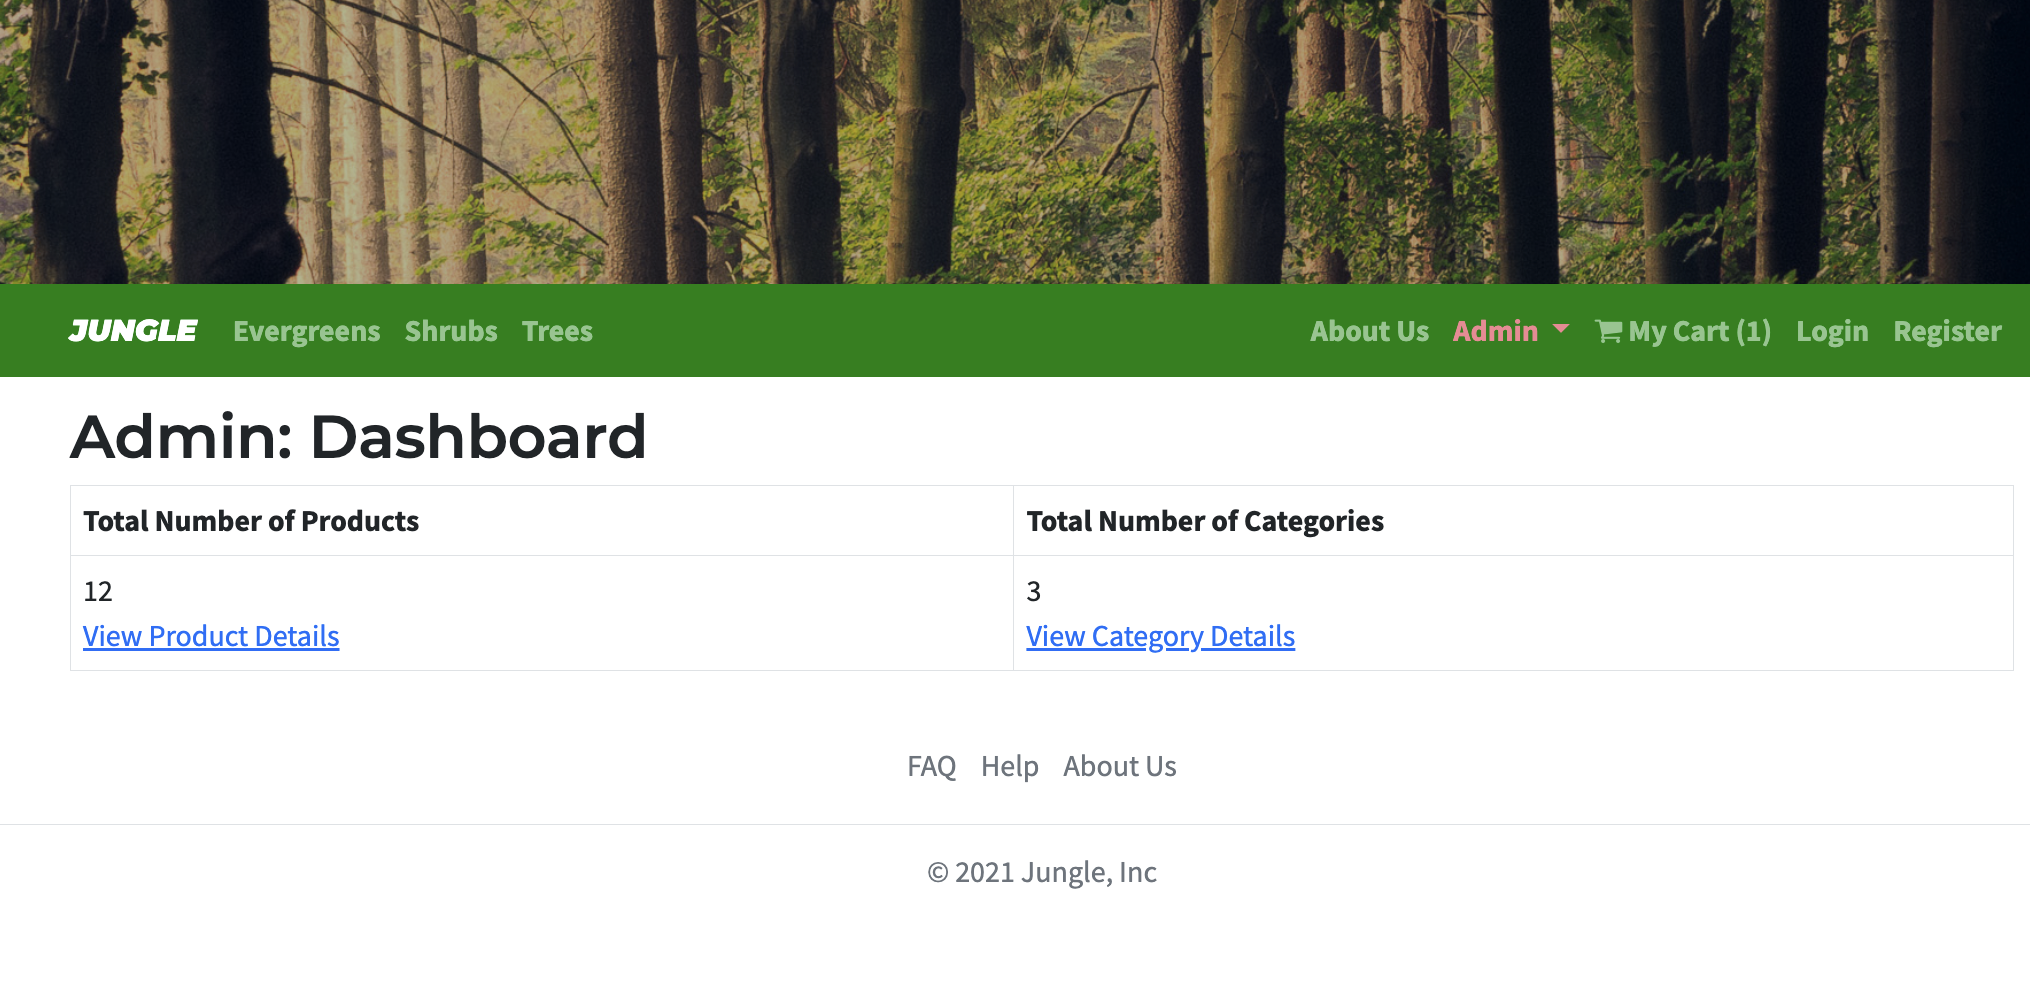 JUNGLE Evergreens Shrubs Trees About Us Admin My Cart (1) Login Register
Admin: Dashboard
Total Number of Products Total Number of Categories
12 3
View Product Details View Category Details
FAQ Help About Us
© 2021 Jungle, Inc